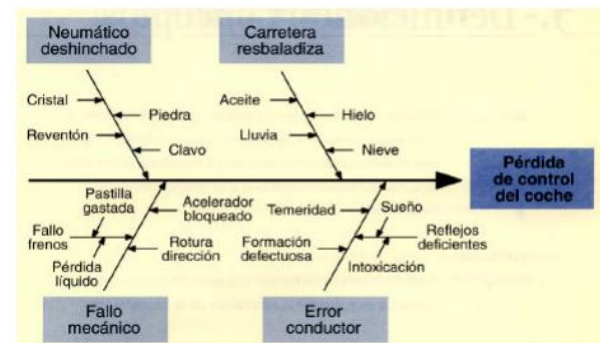 Neumático
deshinchado
Carretera
resbaladiza
Cristal
Piedra
Reventón
Clavo
Aceite
Hielo
Lluvia
Nieve
Pérdida
de control
del coche
Pastilla
gastada
Acelerador
bloqueado
Fallo
frenos
Rotura
dirección
Pérdida
líquido
Temeridad
Sueño
Formación
defectuosa
Reflejos
deficientes
Intoxicación
Fallo
mecánico
Error
conductor